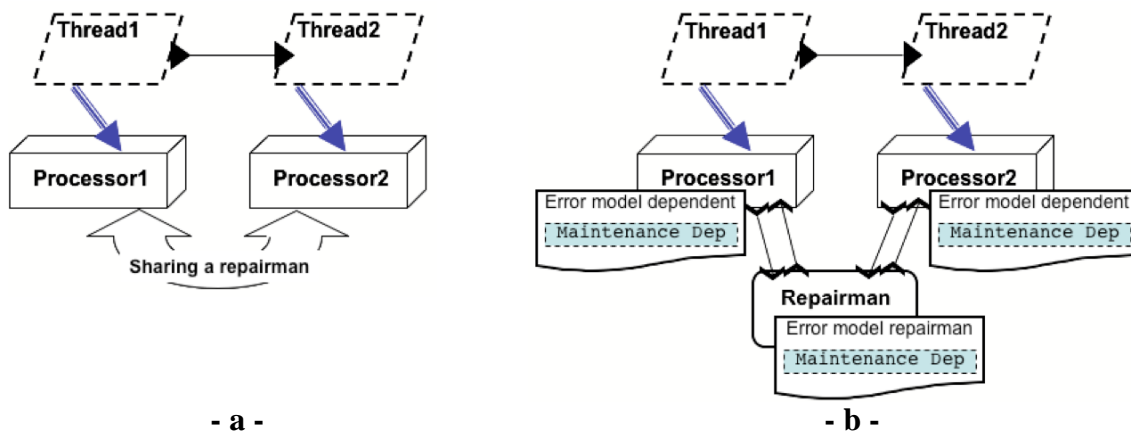 Thread1
Thread2
Processor1
Processor2
Sharing a repairman
- a -
Thread1
Thread2
Processor1
Processor2
Error model dependent
Maintenance Dep
Error model dependent
Maintenance Dep
Repairman
Error model repairman
Maintenance Dep
- b -